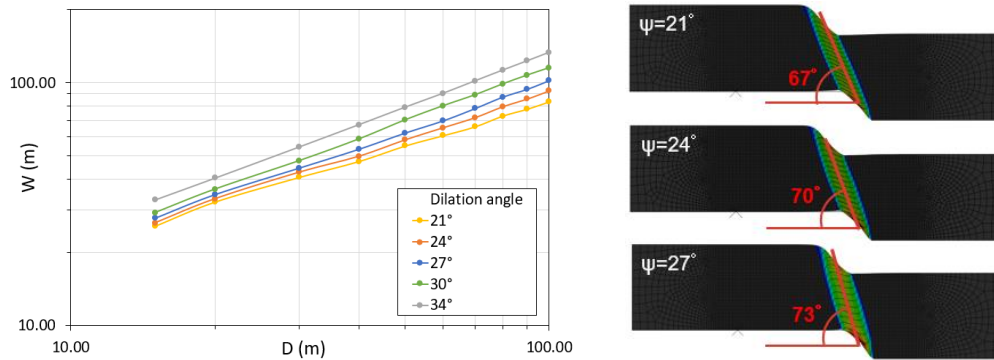 100.00
W (m)
10.00
10.00
D (m)
100.00
Dilation angle
21°
24°
27°
30°
34°
ψ=21°
67°
ψ=24°
70°
ψ=27°
73°